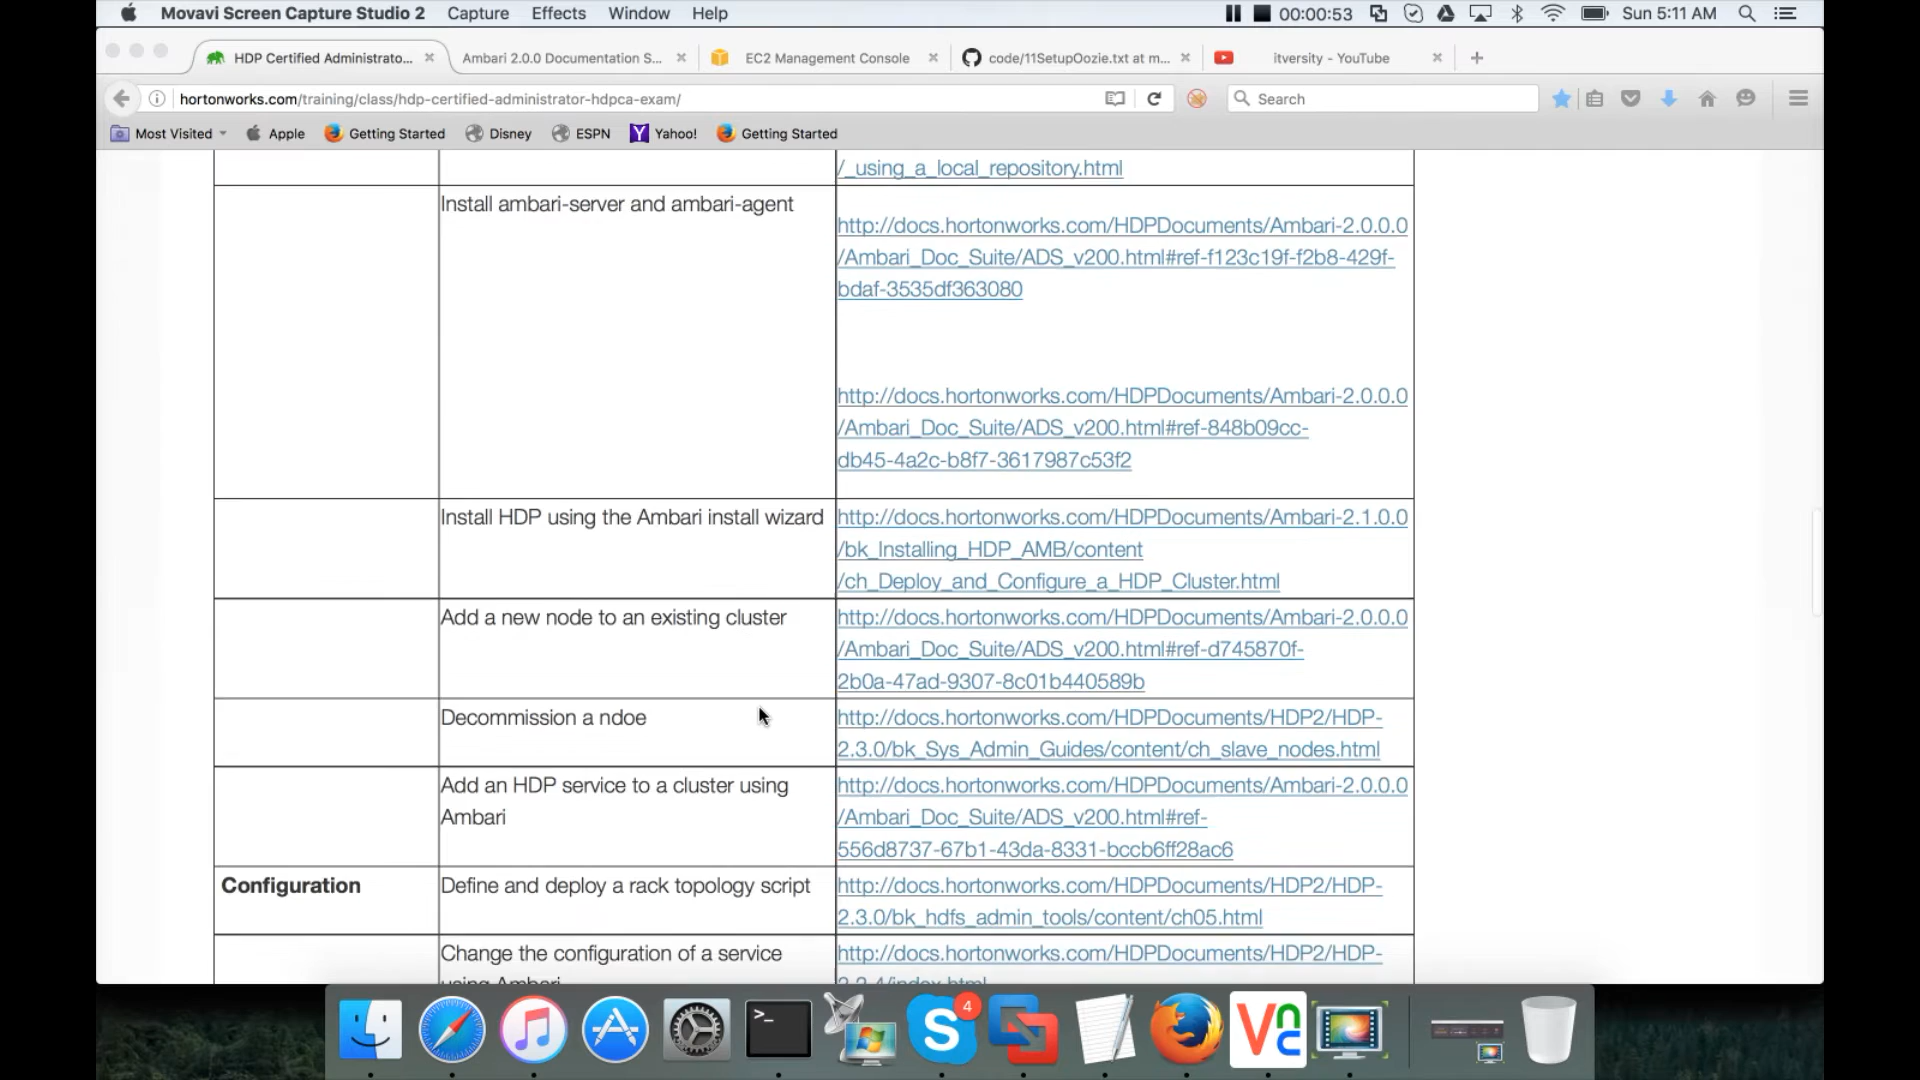 Movavi Screen Capture Studio 2 Capture Effects Window Help 00:00:53 Sun 5:11 AM
HDP Certified Administrato... Ambari 2.0.0 Documentation S... EC2 Management Console code/11SetupOozie.txt at m... itversity - YouTube
hortonworks.com/training/class/hdp-certified-administrator-hdpca-exam/ Search
Most Visited Apple Getting Started Disney ESPN Yahoo! Getting Started
/_using_a_local_repository.html
Install ambari-server and ambari-agent
http://docs.hortonworks.com/HDPDocuments/Ambari-2.0.0.0
/Ambari_Doc_Suite/ADS_v200.html#ref-f123c19f-f2b8-429f-
bdaf-3535df363080
http://docs.hortonworks.com/HDPDocuments/Ambari-2.0.0.0
/Ambari_Doc_Suite/ADS_v200.html#ref-848b09cc-
db45-4a2c-b8f7-3617987c53f2
Install HDP using the Ambari install wizard
http://docs.hortonworks.com/HDPDocuments/Ambari-2.1.0.0
/bk_Installing_HDP_AMB/content
/ch_Deploy_and_Configure_a_HDP_Cluster.html
Add a new node to an existing cluster
http://docs.hortonworks.com/HDPDocuments/Ambari-2.0.0.0
/Ambari_Doc_Suite/ADS_v200.html#ref-d745870f-
2b0a-47ad-9307-8c01b440589b
Decommission a ndoe
http://docs.hortonworks.com/HDPDocuments/HDP2/HDP-
2.3.0/bk_Sys_Admin_Guides/content/ch_slave_nodes.html
Add an HDP service to a cluster using
Ambari
http://docs.hortonworks.com/HDPDocuments/Ambari-2.0.0.0
/Ambari_Doc_Suite/ADS_v200.html#ref-
556d8737-67b1-43da-8331-bccb6ff28ac6
Configuration
Define and deploy a rack topology script
http://docs.hortonworks.com/HDPDocuments/HDP2/HDP-
2.3.0/bk_hdfs_admin_tools/content/ch05.html
Change the configuration of a service
using Ambari
http://docs.hortonworks.com/HDPDocuments/HDP2/HDP-
4